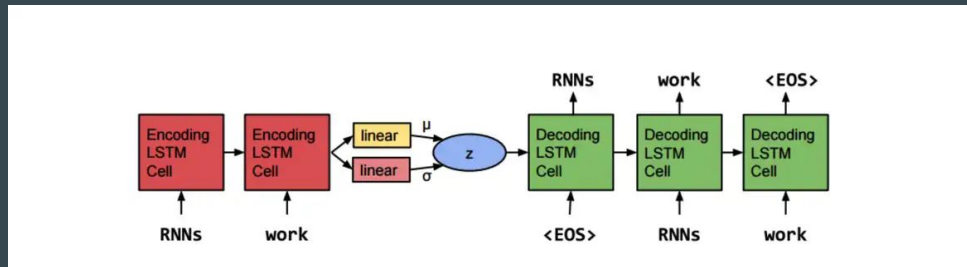 RNNs work <EOS>
Encoding
LSTM
Cell
Encoding
LSTM
Cell
linear
linear
μ
σ
z
Decoding
LSTM
Cell
Decoding
LSTM
Cell
Decoding
LSTM
Cell
RNNs work <EOS> RNNs work